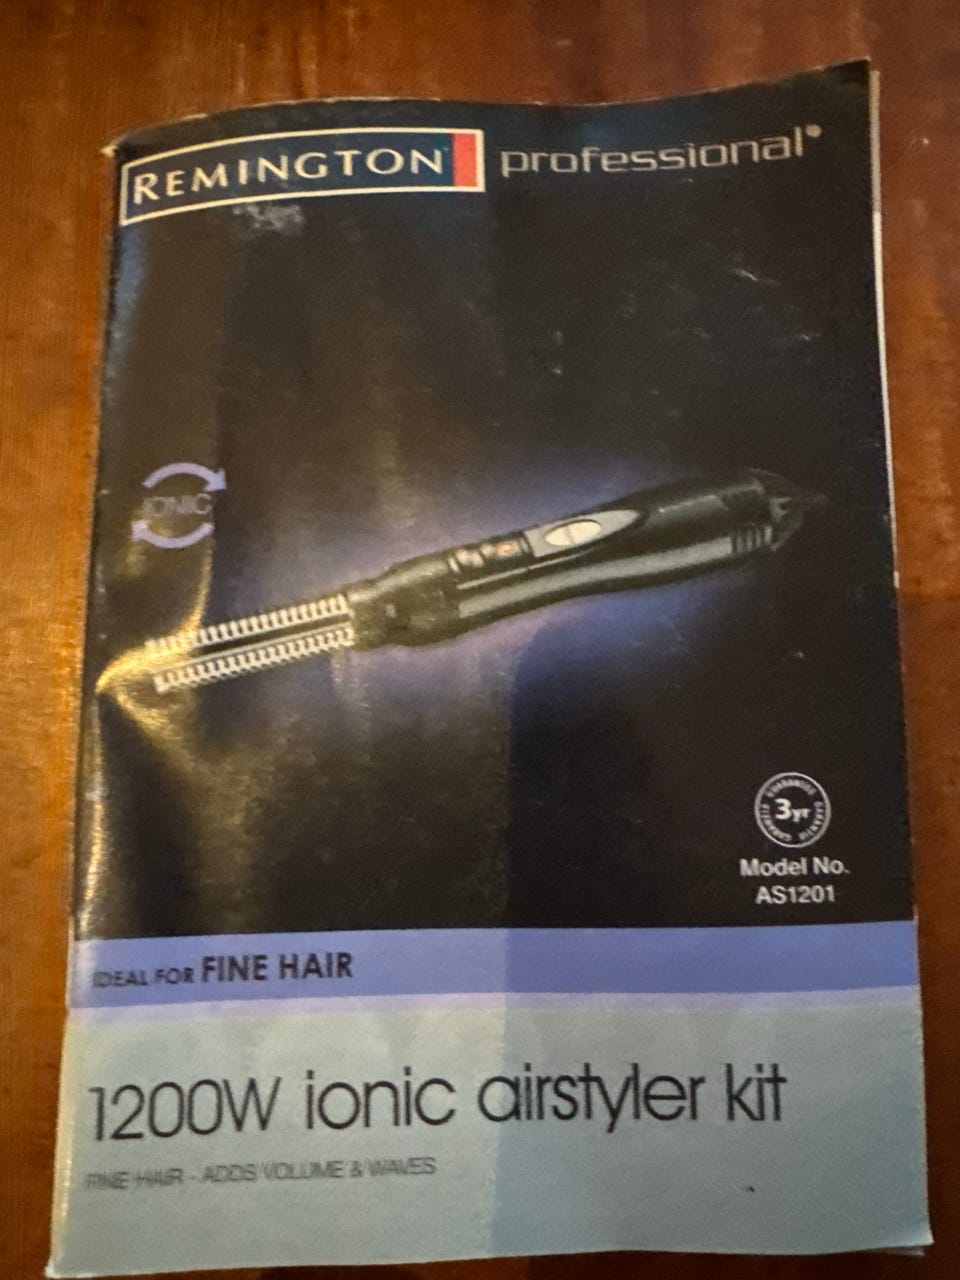 REMINGTON professional
IONIC
GUARANTEE
3yr
Model No.
AS1201
IDEAL FOR FINE HAIR
1200W ionic airstyler kit
FINE HAIR - ADDS VOLUME & WAVES